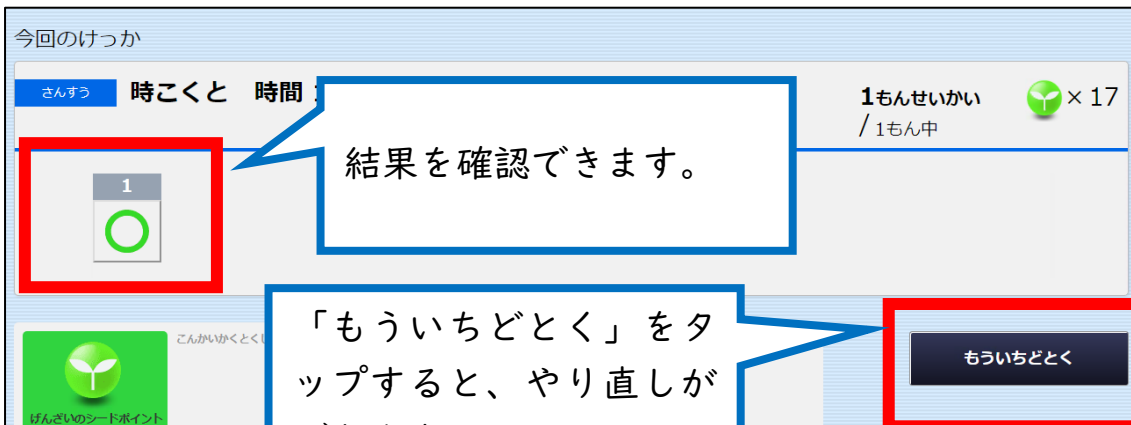 今回のけっか
さんすう 時こくと 時間
1もんせいかい
/ 1もん中
× 17
結果を確認できます。
1
「もういちどとく」をタ
ップすると、やり直しが
こんかいかくとく
もういちどとく
げんざいのシードポイント